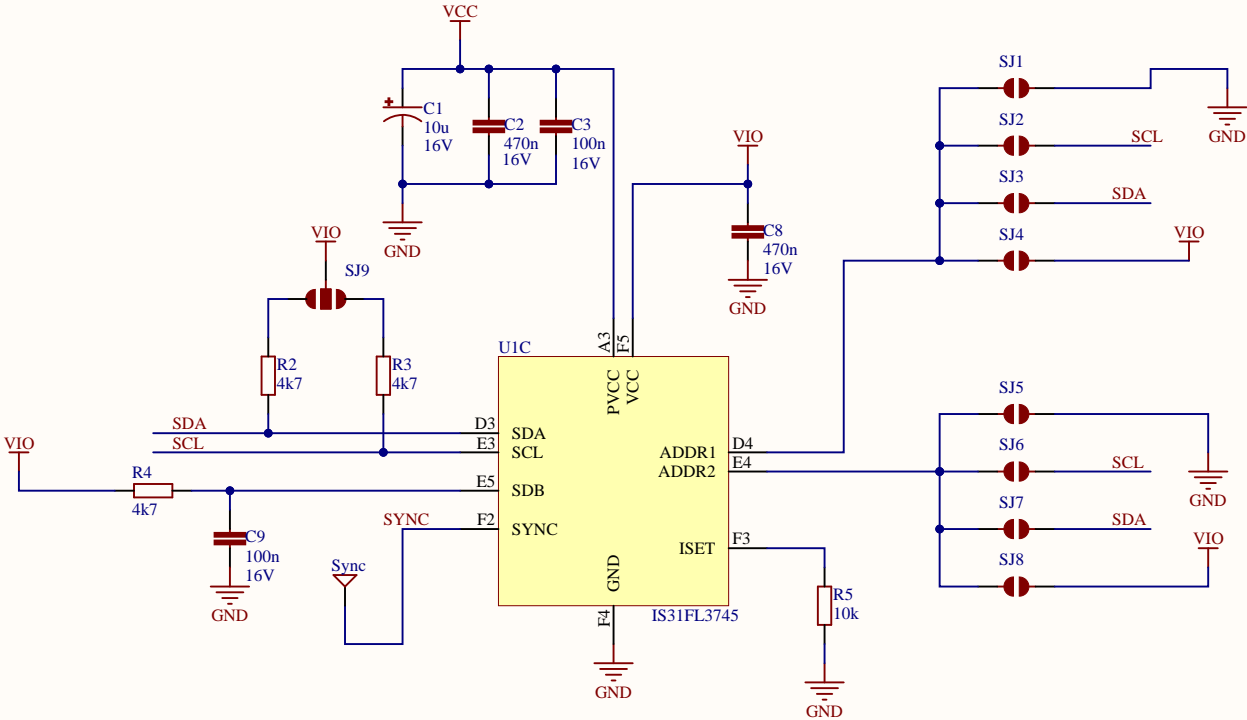 VCC
C1
10u
16V
C2
470n
16V
C3
100n
16V
GND
VIO
SJ9
R2
4k7
R3
4k7
SDA
SCL
VIO
R4
4k7
C9
100n
16V
GND
SYNC
Sync
VIO
C8
470n
16V
GND
U1C
A3
F5
PVCC
VCC
D3
SDA
E3
SCL
E5
SDB
F2
SYNC
D4
ADDR1
E4
ADDR2
F3
ISET
GND
F4
IS31FL3745
GND
R5
10k
GND
SJ1
GND
SJ2
SCL
SJ3
SDA
SJ4
VIO
SJ5
GND
SJ6
SCL
SJ7
SDA
SJ8
VIO